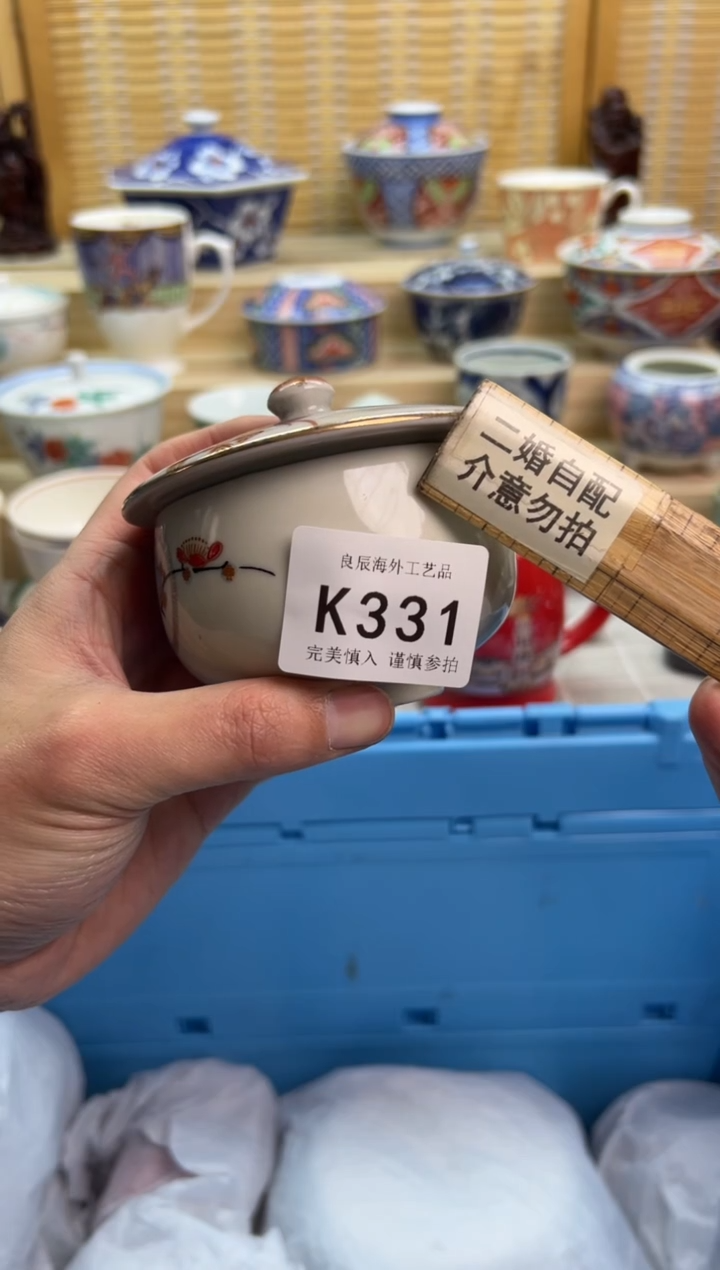 二婚自配
介意勿拍
良辰海外工艺品
K331
完美慎入 谨慎参拍